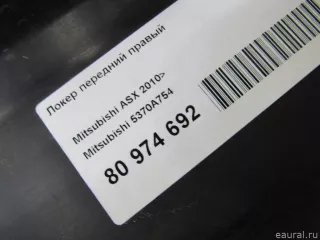 Локер передний правый
Mitsubishi ASX 2010>
Mitsubishi 5370A754
80 974 692
eaural.ru